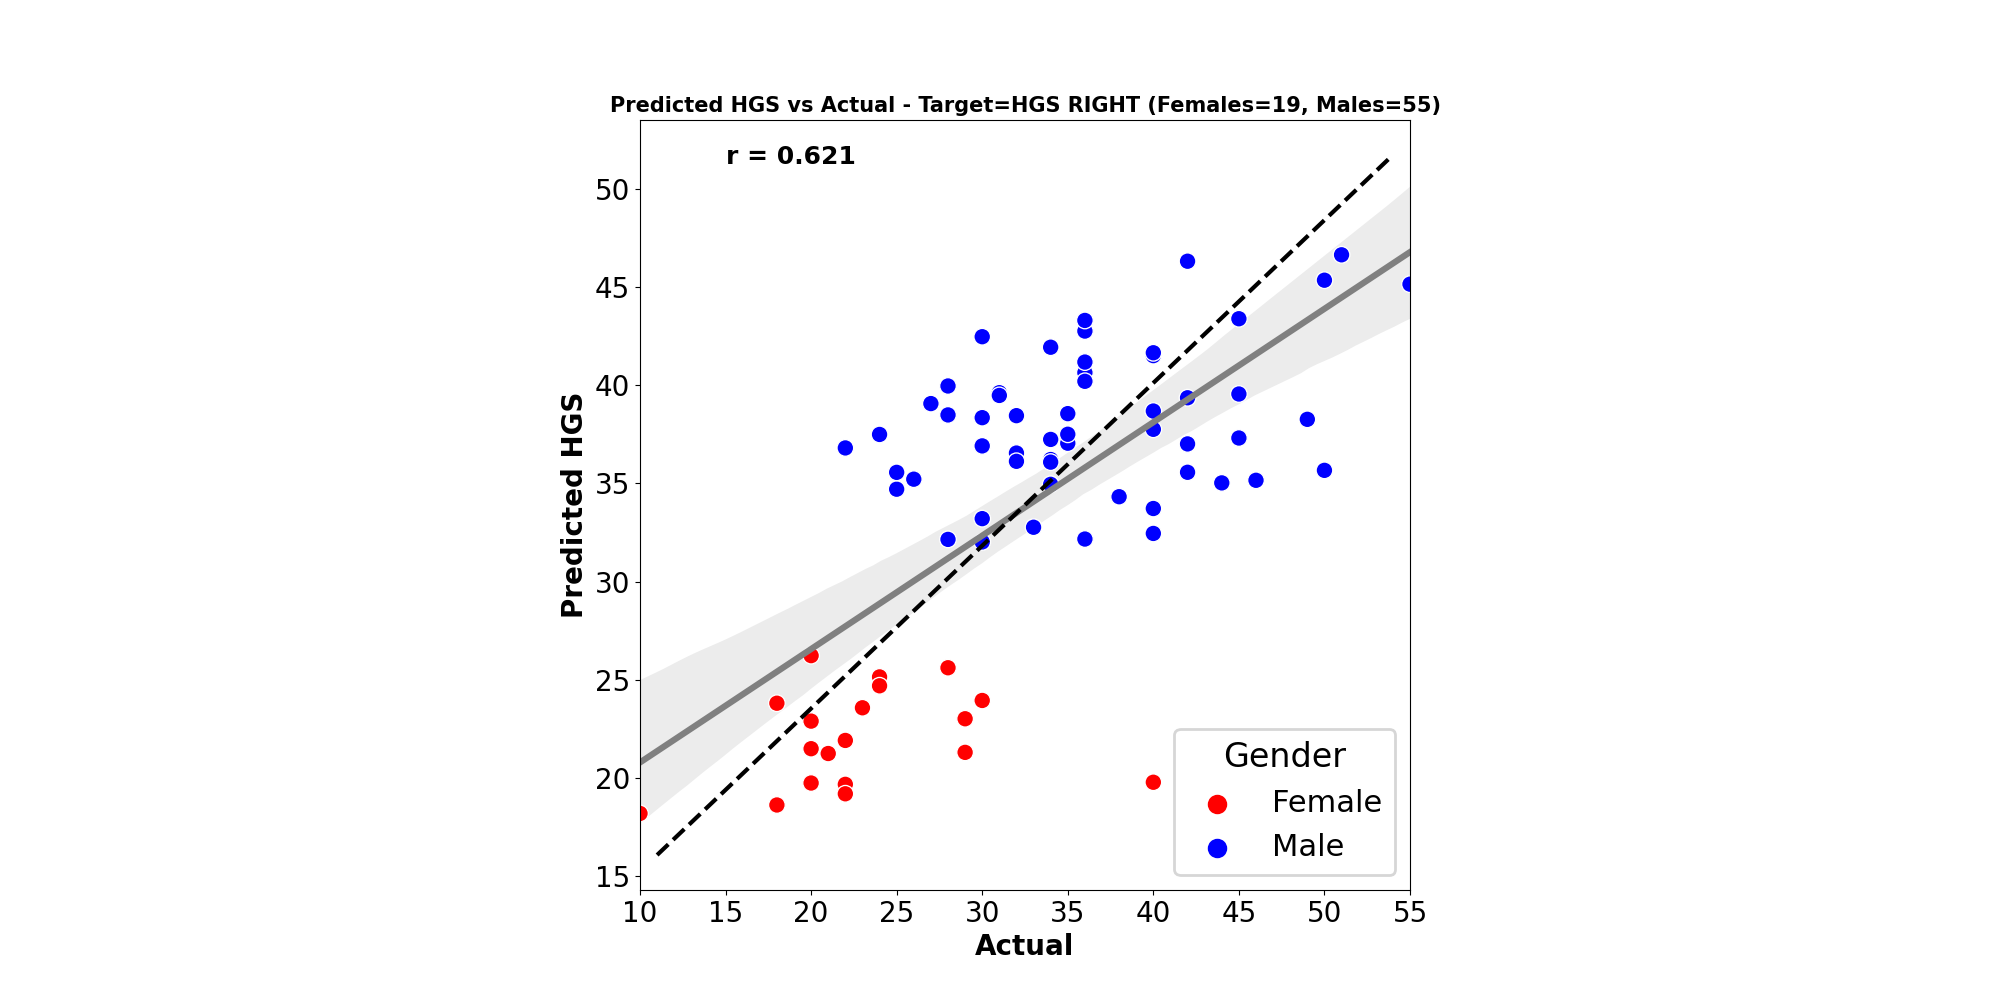 Predicted HGS vs Actual - Target=HGS RIGHT (Females=19, Males=55)
r = 0.621
Predicted HGS
50
45
40
35
30
25
20
15
Gender
Female
Male
10 15 20 25 30 35 40 45 50 55
Actual